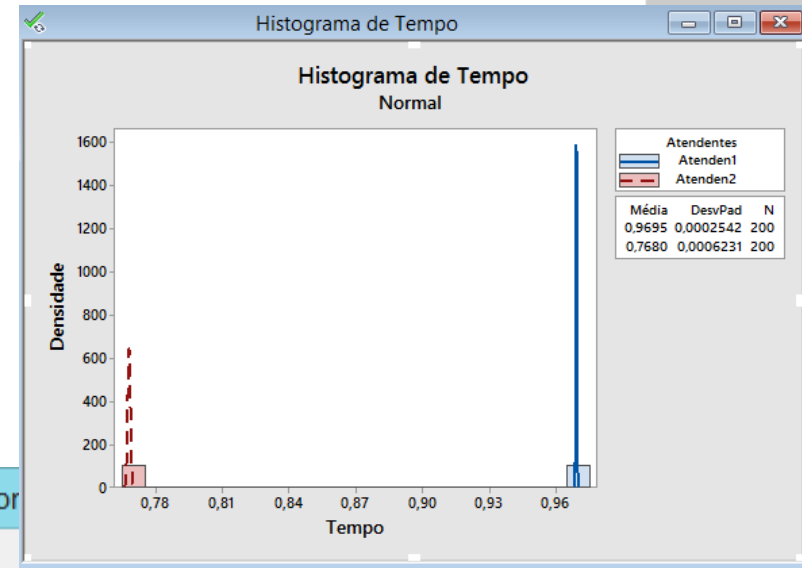 Histograma de Tempo
Histograma de Tempo
Normal
1600
1400
1200
1000
800
600
400
200
0
Densidade
0,78 0,81 0,84 0,87 0,90 0,93 0,96
Tempo
Atendentes
Atenden1
Atenden2
Média DesvPad N
0,9695 0,0002542 200
0,7680 0,0006231 200
or